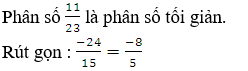 Phân số 11/23 là phân số tối giản.
Rút gọn : -24/15 = -8/5